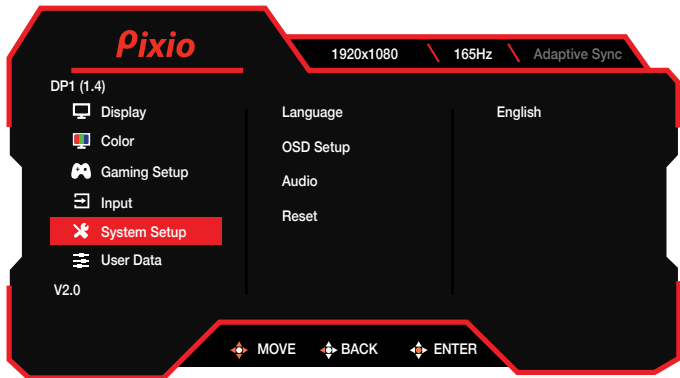 Pixio
1920x1080 \ 165Hz \ Adaptive Sync
DP1 (1.4)
Display
Color
Gaming Setup
Input
System Setup
User Data
V2.0
Language
OSD Setup
Audio
Reset
English
MOVE BACK ENTER